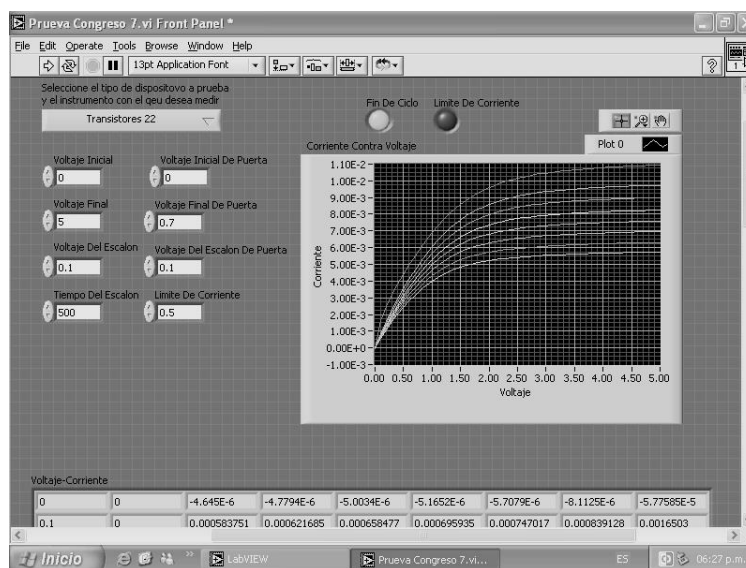 Prueva Congreso 7.vi Front Panel *
File Edit Operate Tools Browse Window Help
13pt Application Font
?
1
Seleccione el tipo de dispositovo a prueba
y el instrumento con el qeu desea medir
Transistores 22
Fin De Ciclo Limite De Corriente
Voltaje Inicial
0
Voltaje Inicial De Puerta
0
Voltaje Final
5
Voltaje Final De Puerta
0.7
Voltaje Del Escalon
0.1
Voltaje Del Escalon De Puerta
0.1
Tiempo Del Escalon
500
Limite De Corriente
0.5
Corriente Contra Voltaje
Plot 0
Corriente
1.10E-2
1.00E-2
9.00E-3
8.00E-3
7.00E-3
6.00E-3
5.00E-3
4.00E-3
3.00E-3
2.00E-3
1.00E-3
0.00E+0
-1.00E-3
0.00 0.50 1.00 1.50 2.00 2.50 3.00 3.50 4.00 4.50 5.00
Voltaje
Voltaje-Corriente
0 0 -4.645E-6 -4.7794E-6 -5.0034E-6 -5.1652E-6 -5.7079E-6 -8.1125E-6 -5.77585E-5
0.1 0 0.000583751 0.000621685 0.000658477 0.000695935 0.000747017 0.000839128 0.0016503
Inicio
»
LabVIEW
Prueva Congreso 7.vi...
ES
06:27 p.m.